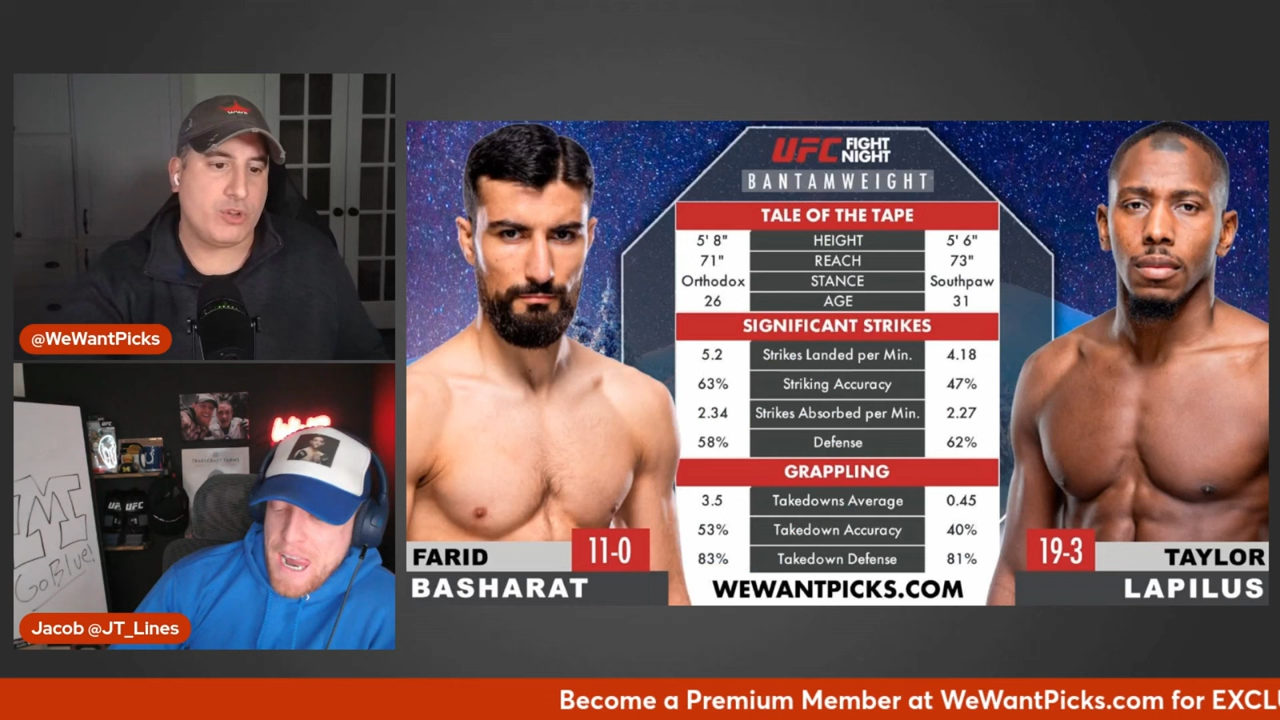 @WeWantPicks
M
Go Blue!
UFC
Jacob @JT_Lines
UFC FIGHT
NIGHT
BANTAMWEIGHT
TALE OF THE TAPE
5' 8" HEIGHT 5' 6"
71" REACH 73"
Orthodox STANCE Southpaw
26 AGE 31
SIGNIFICANT STRIKES
5.2 Strikes Landed per Min. 4.18
63% Striking Accuracy 47%
2.34 Strikes Absorbed per Min. 2.27
58% Defense 62%
GRAPPLING
3.5 Takedowns Average 0.45
53% Takedown Accuracy 40%
83% Takedown Defense 81%
FARID 11-0
BASHARAT
19-3 TAYLOR
LAPILUS
WEWANTPICKS.COM
Become a Premium Member at WeWantPicks.com for EXCL